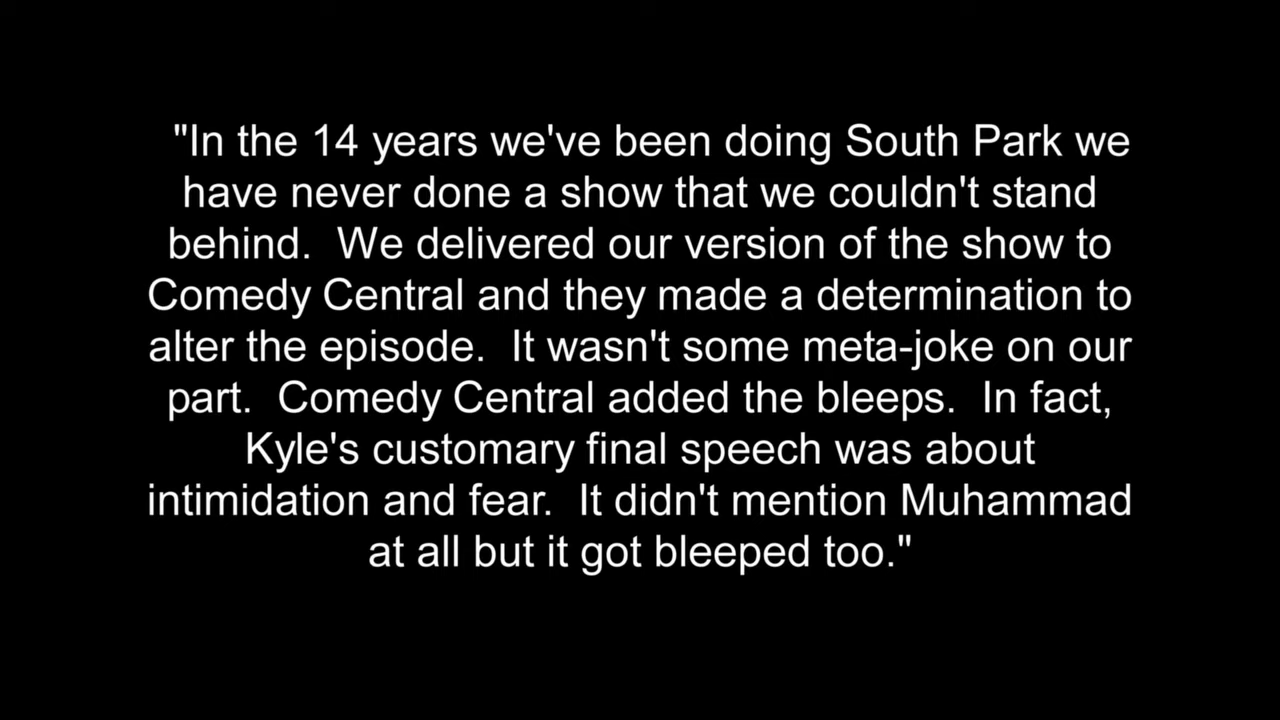 "In the 14 years we've been doing South Park we
have never done a show that we couldn't stand
behind.  We delivered our version of the show to
Comedy Central and they made a determination to
alter the episode.  It wasn't some meta-joke on our
part.  Comedy Central added the bleeps.  In fact,
Kyle's customary final speech was about
intimidation and fear.  It didn't mention Muhammad
at all but it got bleeped too."